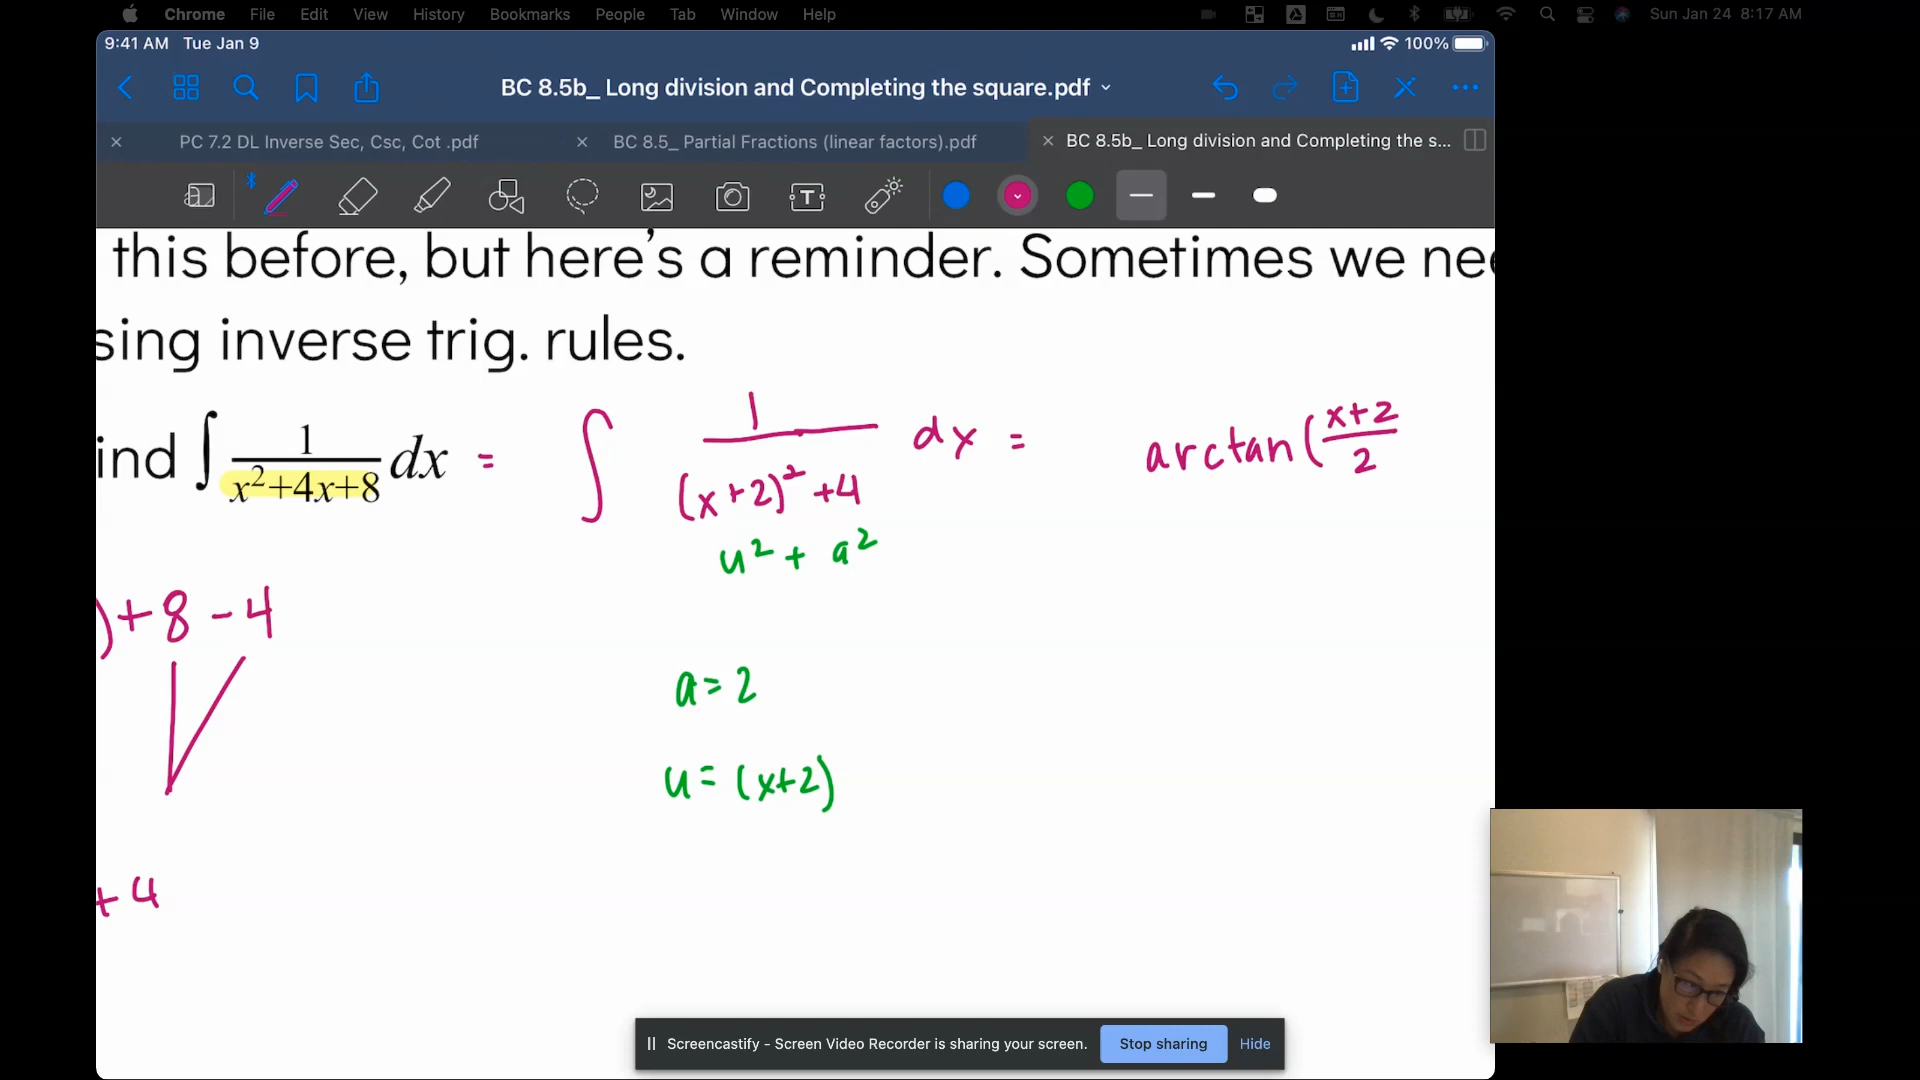 Chrome File Edit View History Bookmarks People Tab Window Help Sun Jan 24 8:17 AM
9:41 AM Tue Jan 9 100%
BC 8.5b_ Long division and Completing the square.pdf
PC 7.2 DL Inverse Sec, Csc, Cot .pdf BC 8.5_ Partial Fractions (linear factors).pdf BC 8.5b_ Long division and Completing the s...
T
this before, but here's a reminder. Sometimes we nee
sing inverse trig. rules.
ind ∫ 1/(x²+4x+8) dx = ∫ 1/((x+2)²+4) dx = arctan((x+2)/2
u² + a²
)+8-4
a=2
u=(x+2)
+4
Screencastify - Screen Video Recorder is sharing your screen. Stop sharing Hide